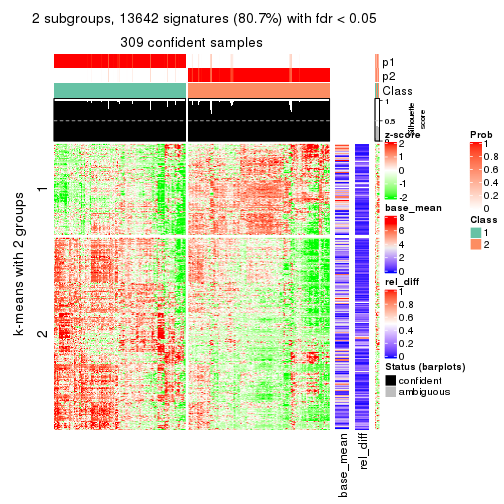 2 subgroups, 13642 signatures (80.7%) with fdr < 0.05
309 confident samples
p1
p2
Class
1
0.5
0
Silhouette
score
k-means with 2 groups
1
2
base_mean
rel_diff
z-score
2
1
0
-1
-2
base_mean
8
6
4
2
0
rel_diff
1
0.8
0.6
0.4
0.2
0
Status (barplots)
confident
ambiguous
Prob
1
0.8
0.6
0.4
0.2
0
Class
1
2